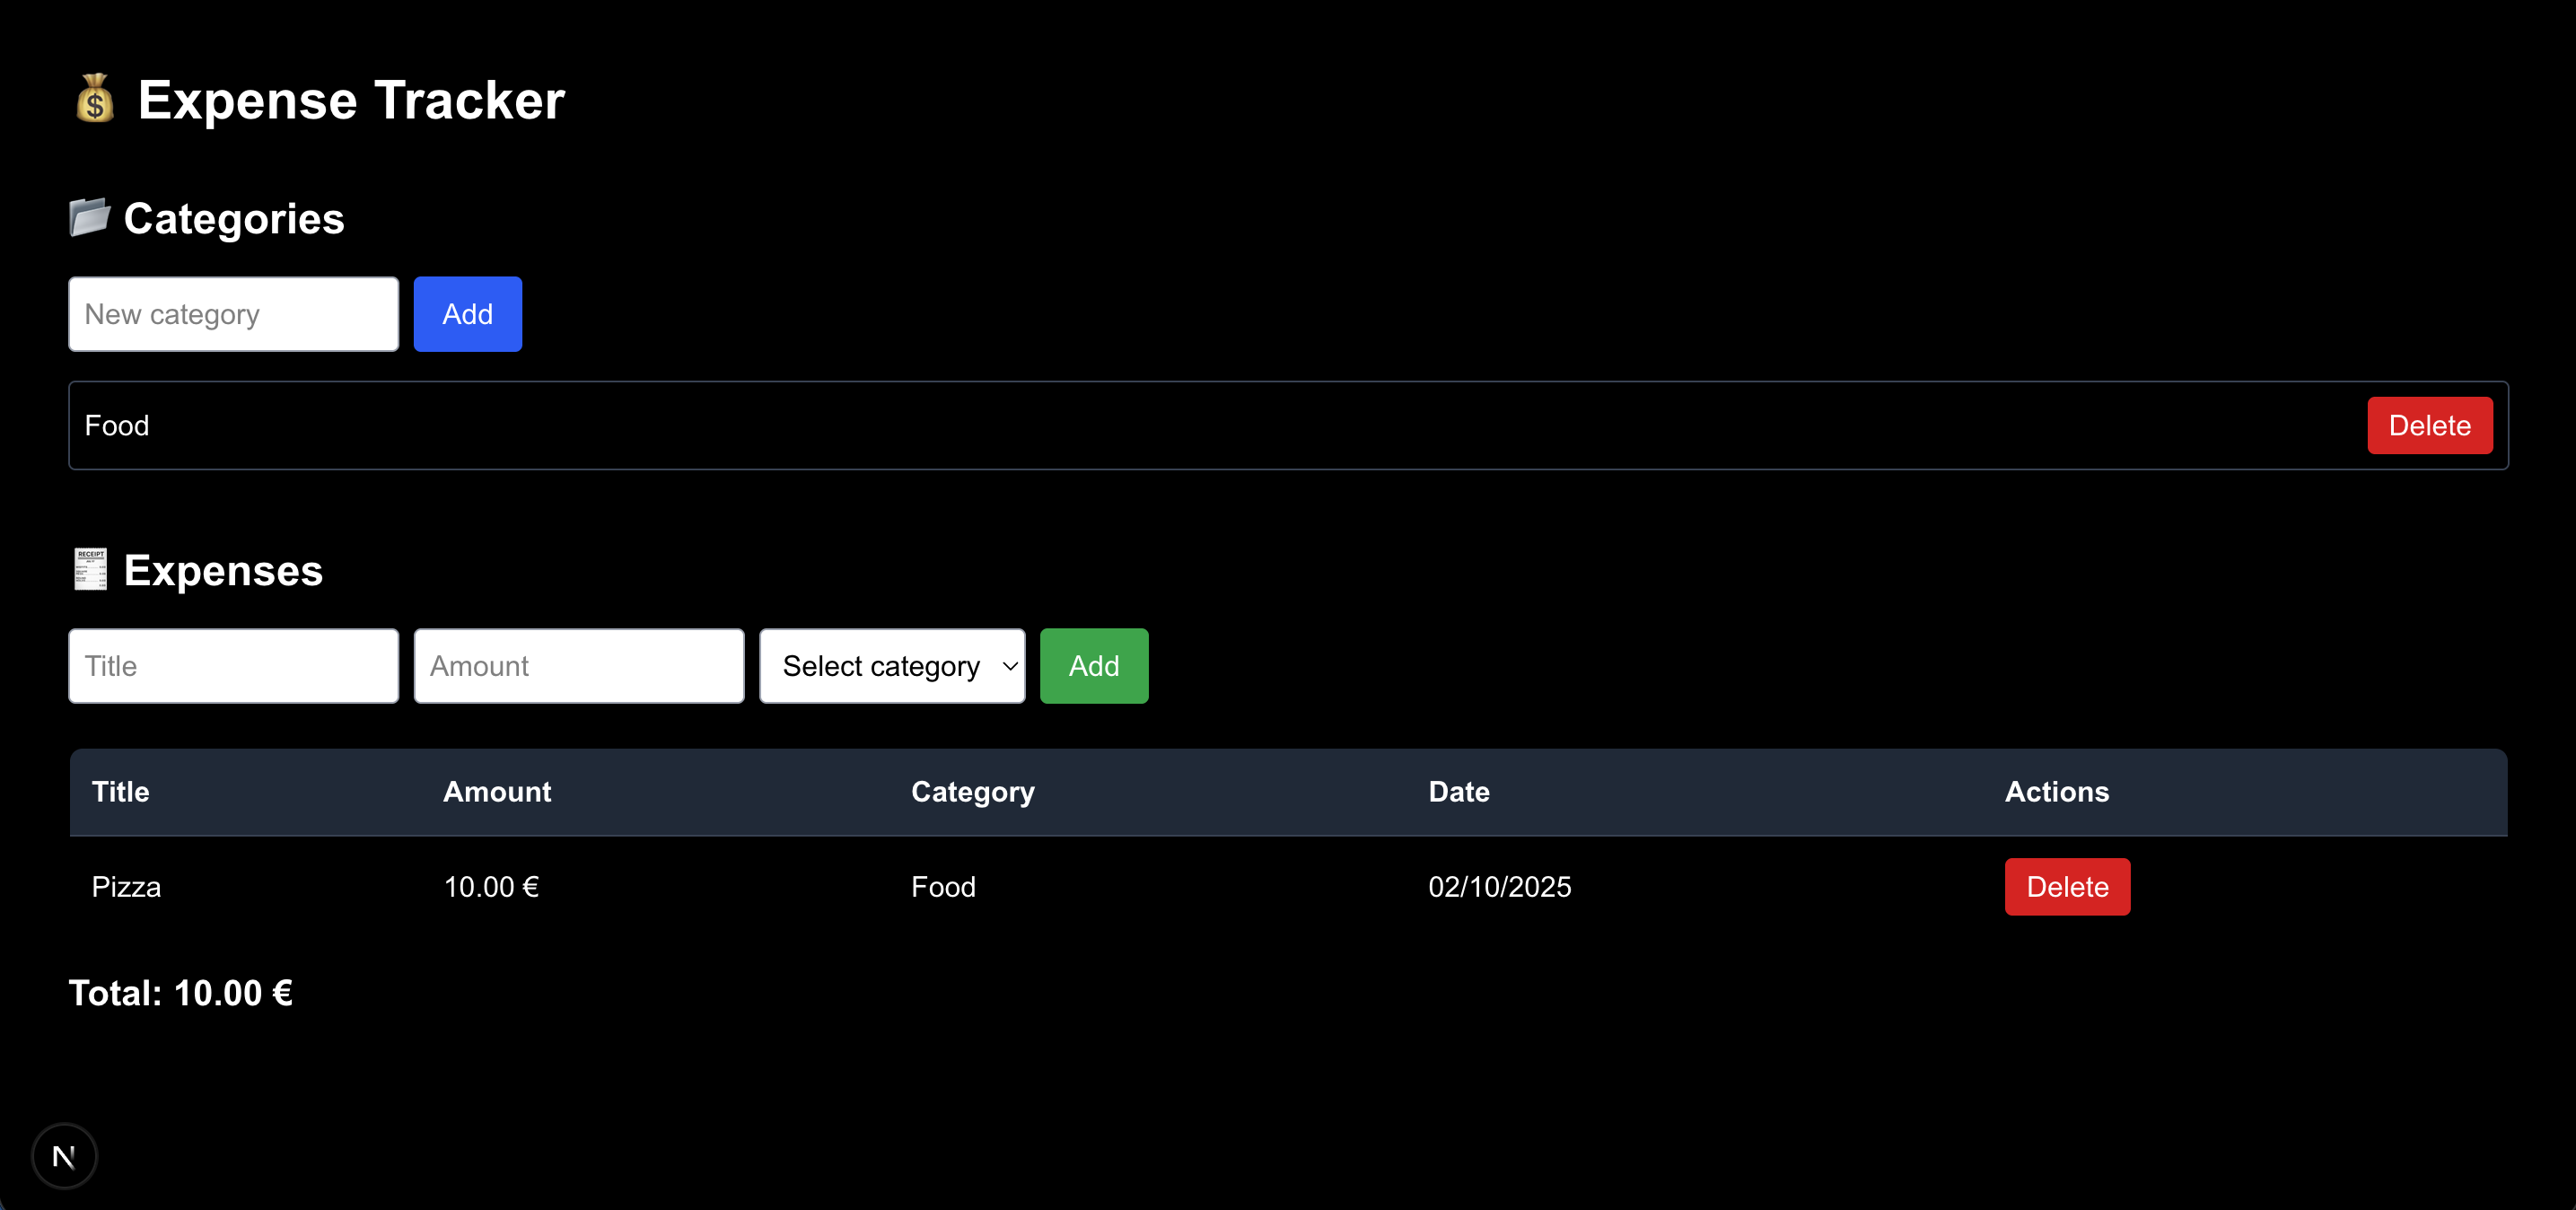 Expense Tracker
Categories
New category Add
Food Delete
RECEIPT
Expenses
Title Amount Select category Add
Title Amount Category Date Actions
Pizza 10.00 € Food 02/10/2025 Delete
Total: 10.00 €
N